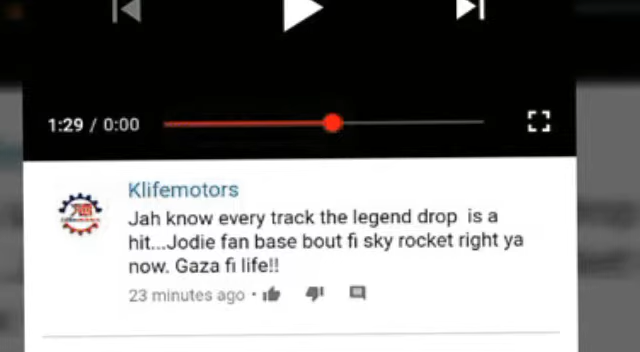 1:29 / 0:00
Klifemotors
Jah know every track the legend drop is a
hit...Jodie fan base bout fi sky rocket right ya
now. Gaza fi life!!
23 minutes ago •